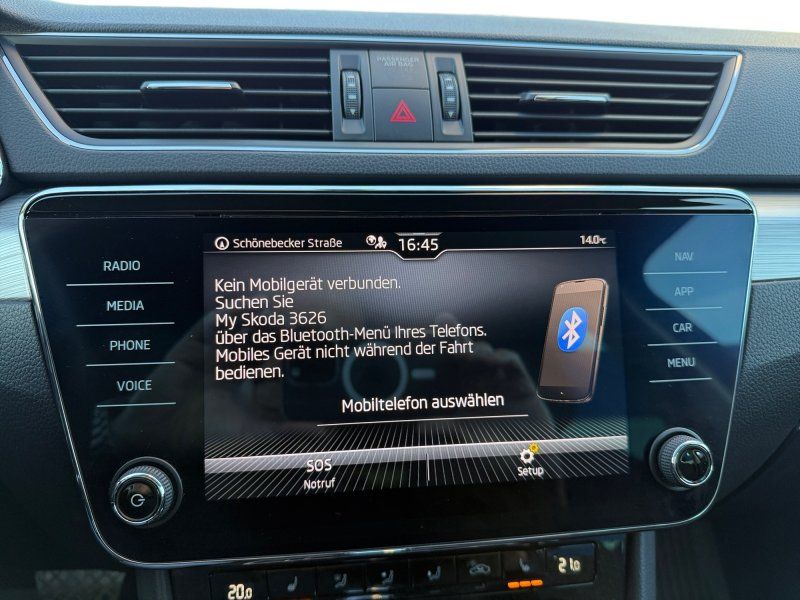 PASSENGER
AIR BAG
Schönebecker Straße
16:45
14.0°C
RADIO
MEDIA
PHONE
VOICE
Kein Mobilgerät verbunden.
Suchen Sie
My Skoda 3626
über das Bluetooth-Menü Ihres Telefons.
Mobiles Gerät nicht während der Fahrt
bedienen.
Mobiltelefon auswählen
SOS
Notruf
Setup
NAV
APP
CAR
MENU
20.0
21.0